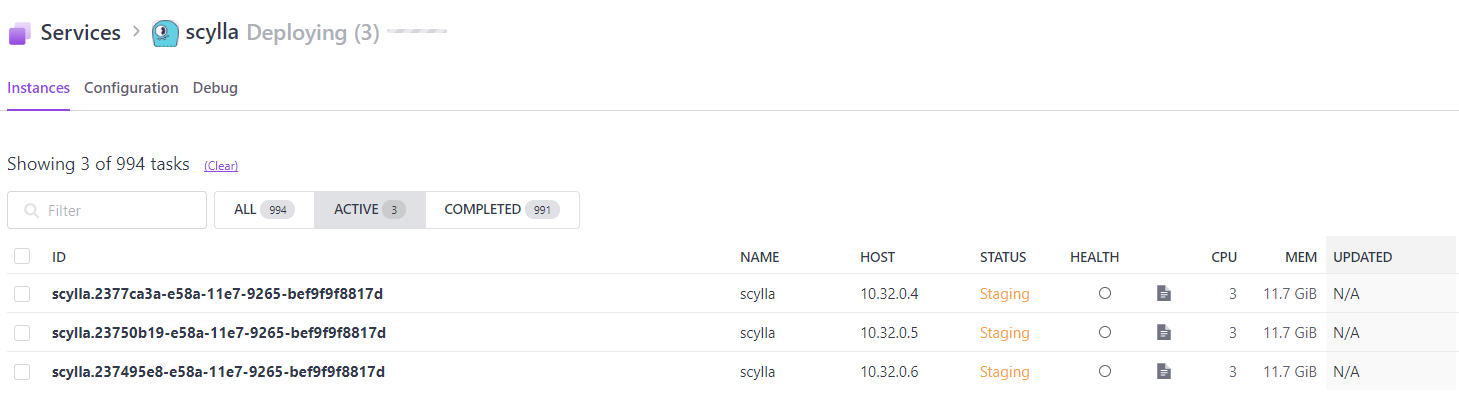 Services > scylla Deploying (3)
Instances Configuration Debug
Showing 3 of 994 tasks (Clear)
Filter ALL 994 ACTIVE 3 COMPLETED 991
ID NAME HOST STATUS HEALTH CPU MEM UPDATED
scylla.2377ca3a-e58a-11e7-9265-bef9f9f8817d scylla 10.32.0.4 Staging 3 11.7 GiB N/A
scylla.23750b19-e58a-11e7-9265-bef9f9f8817d scylla 10.32.0.5 Staging 3 11.7 GiB N/A
scylla.237495e8-e58a-11e7-9265-bef9f9f8817d scylla 10.32.0.6 Staging 3 11.7 GiB N/A